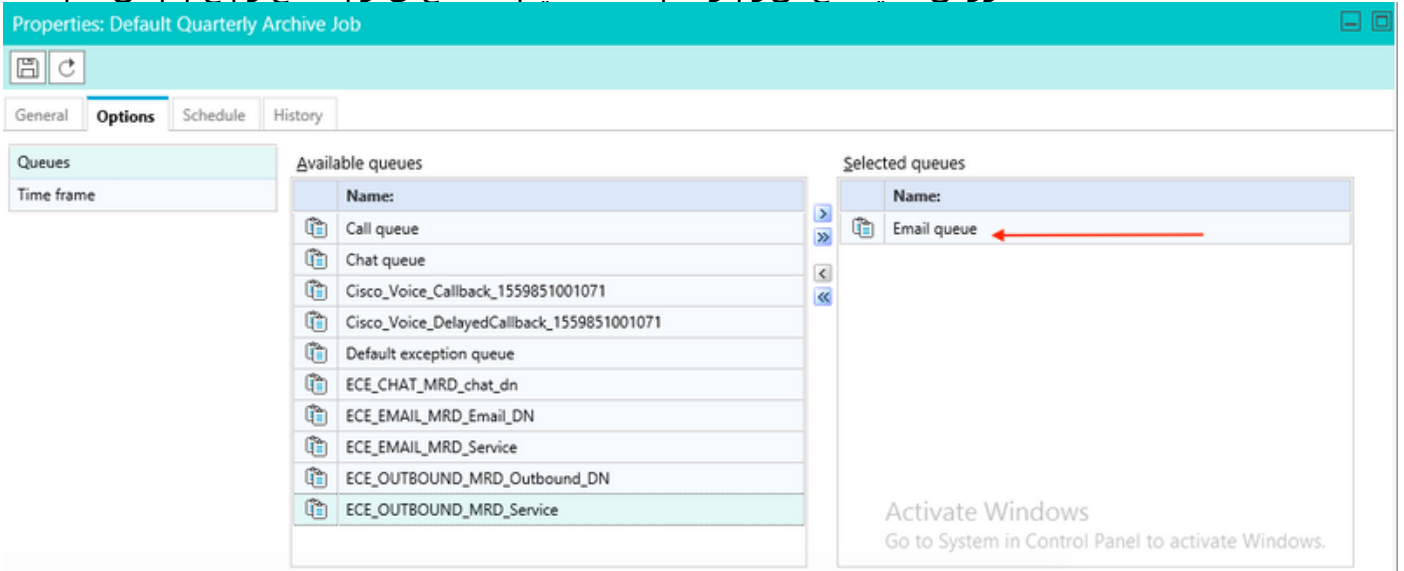 Properties: Default Quarterly Archive Job
General Options Schedule History
Queues
Time frame
Available queues
Name:
Call queue
Chat queue
Cisco_Voice_Callback_1559851001071
Cisco_Voice_DelayedCallback_1559851001071
Default exception queue
ECE_CHAT_MRD_chat_dn
ECE_EMAIL_MRD_Email_DN
ECE_EMAIL_MRD_Service
ECE_OUTBOUND_MRD_Outbound_DN
ECE_OUTBOUND_MRD_Service
Selected queues
Name:
Email queue
Activate Windows
Go to System in Control Panel to activate Windows.